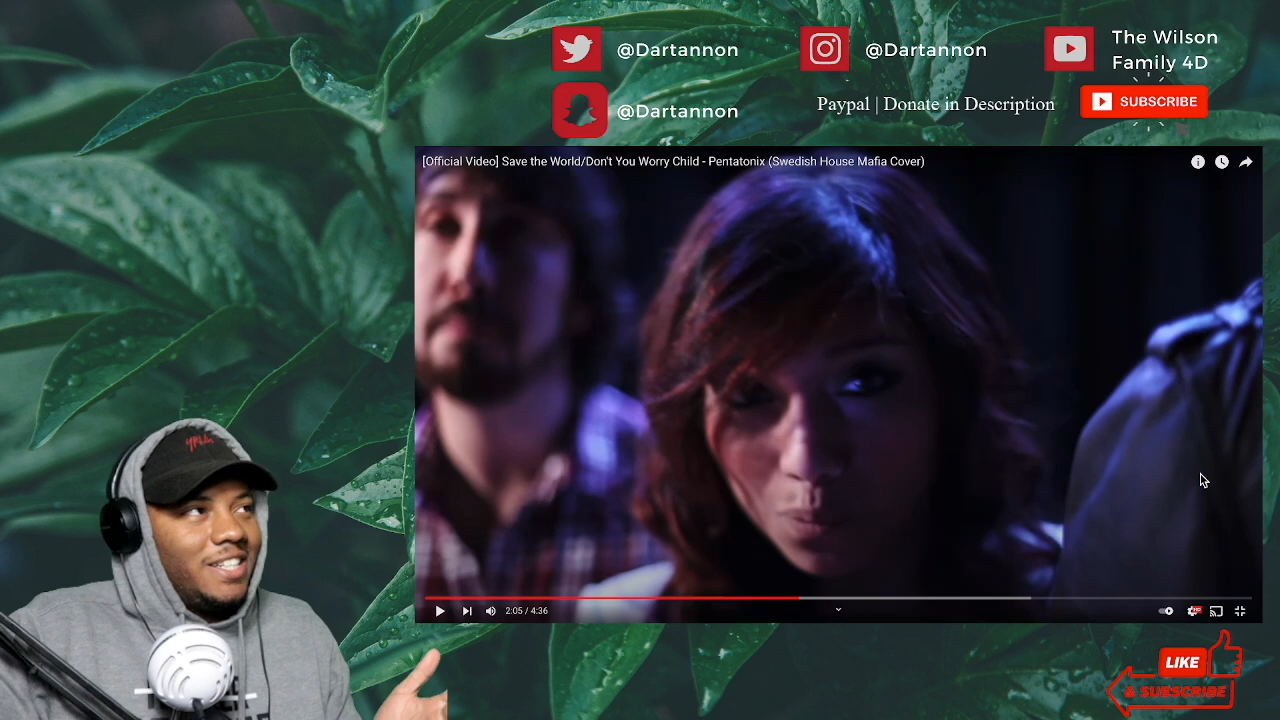 @Dartannon
@Dartannon
The Wilson
Family 4D
@Dartannon
Paypal | Donate in Description
SUBSCRIBE
[Official Video] Save the World/Don't You Worry Child - Pentatonix (Swedish House Mafia Cover)
2:05 / 4:36
HD
LIKE
& SUBSCRIBE